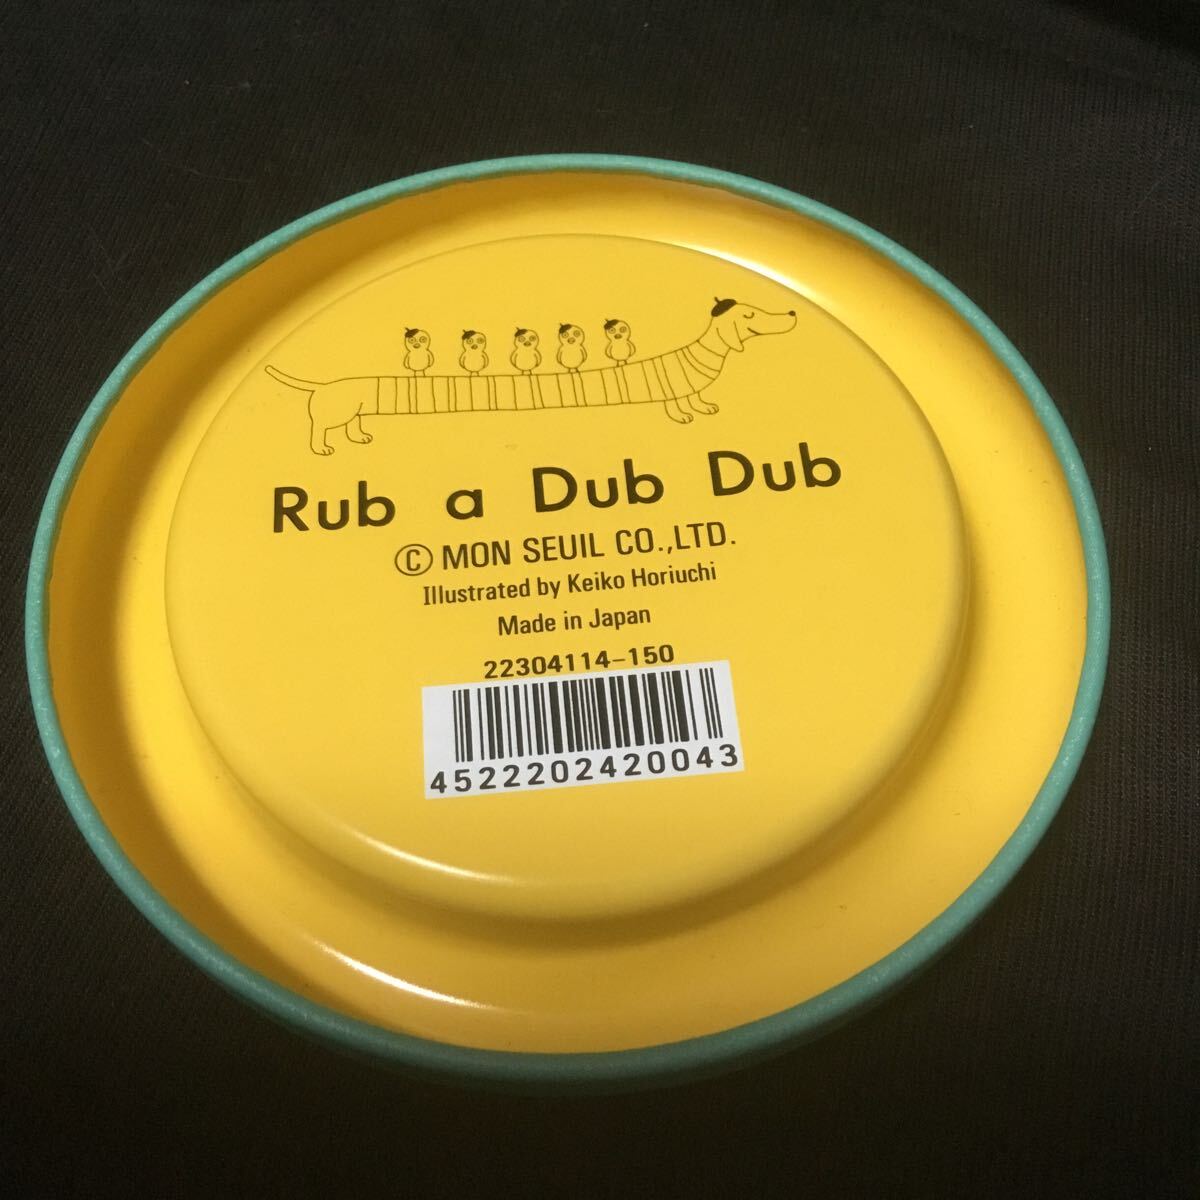 Rub a Dub Dub
© MON SEUIL CO.,LTD.
Illustrated by Keiko Horiuchi
Made in Japan
22304114-150
4522202420043